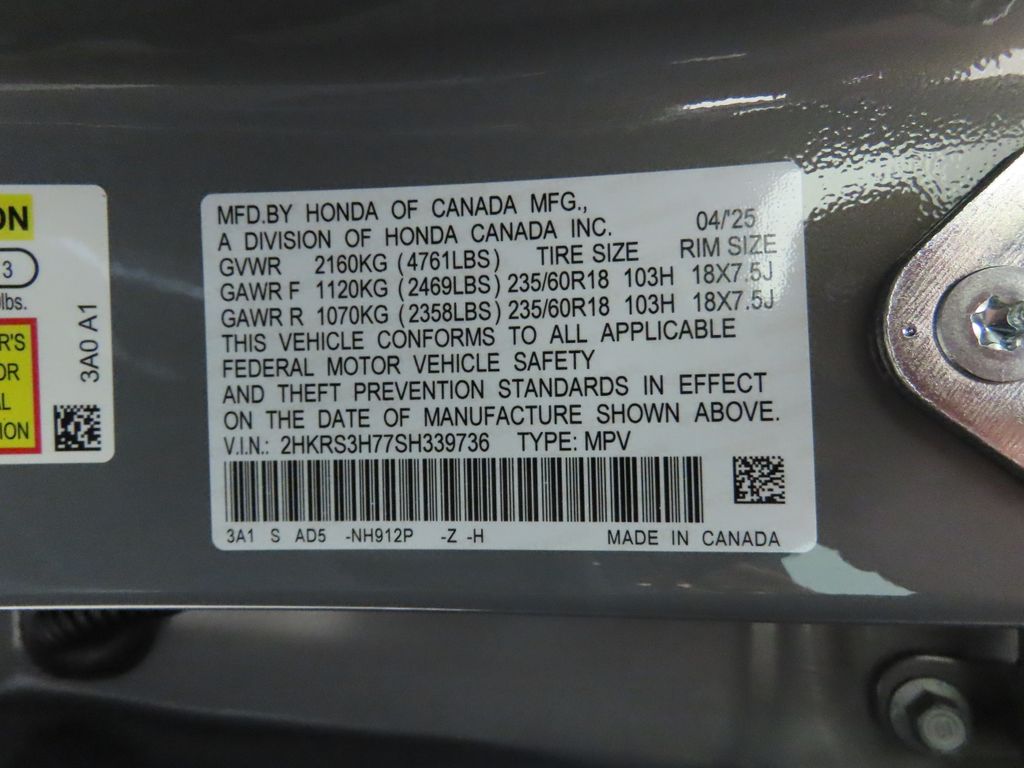 ON
3
lbs.
R'S
OR
AL
ION
3A0 A1
MFD.BY HONDA OF CANADA MFG.,
A DIVISION OF HONDA CANADA INC. 04/'25
GVWR 2160KG (4761LBS) TIRE SIZE RIM SIZE
GAWR F 1120KG (2469LBS) 235/60R18 103H 18X7.5J
GAWR R 1070KG (2358LBS) 235/60R18 103H 18X7.5J
THIS VEHICLE CONFORMS TO ALL APPLICABLE
FEDERAL MOTOR VEHICLE SAFETY
AND THEFT PREVENTION STANDARDS IN EFFECT
ON THE DATE OF MANUFACTURE SHOWN ABOVE.
V.I.N.: 2HKRS3H77SH339736 TYPE: MPV
3A1 S AD5 -NH912P -Z -H MADE IN CANADA